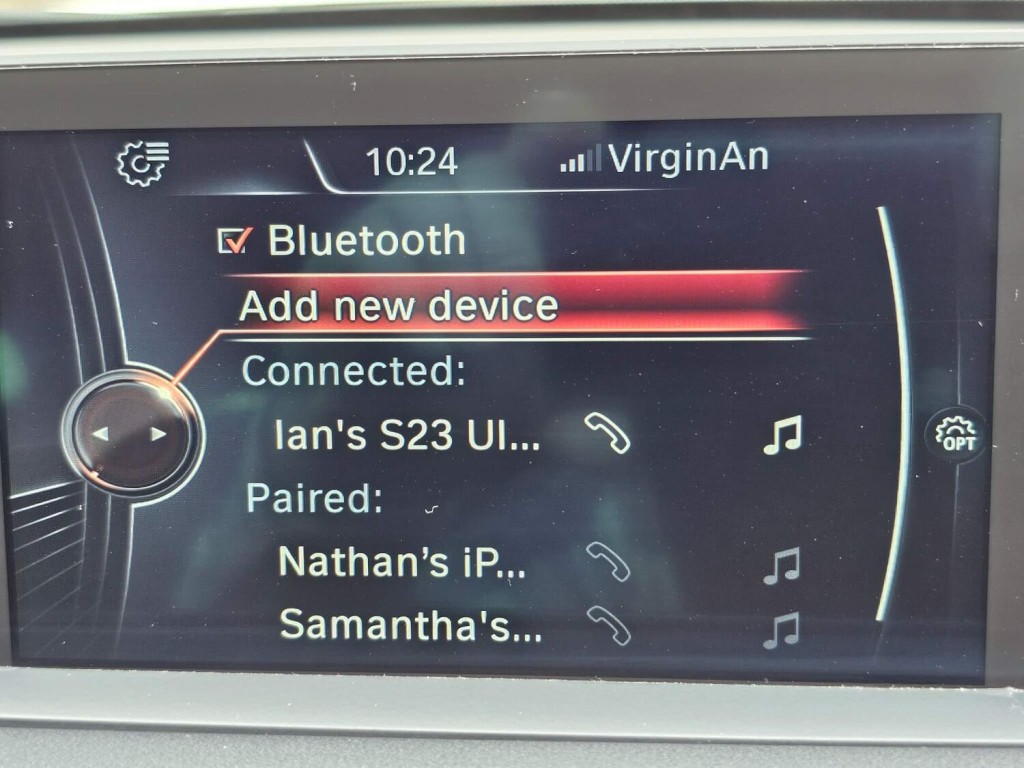 10:24 VirginAn
Bluetooth
Add new device
Connected:
Ian's S23 Ul...
Paired:
Nathan’s iP...
Samantha's...
OPT